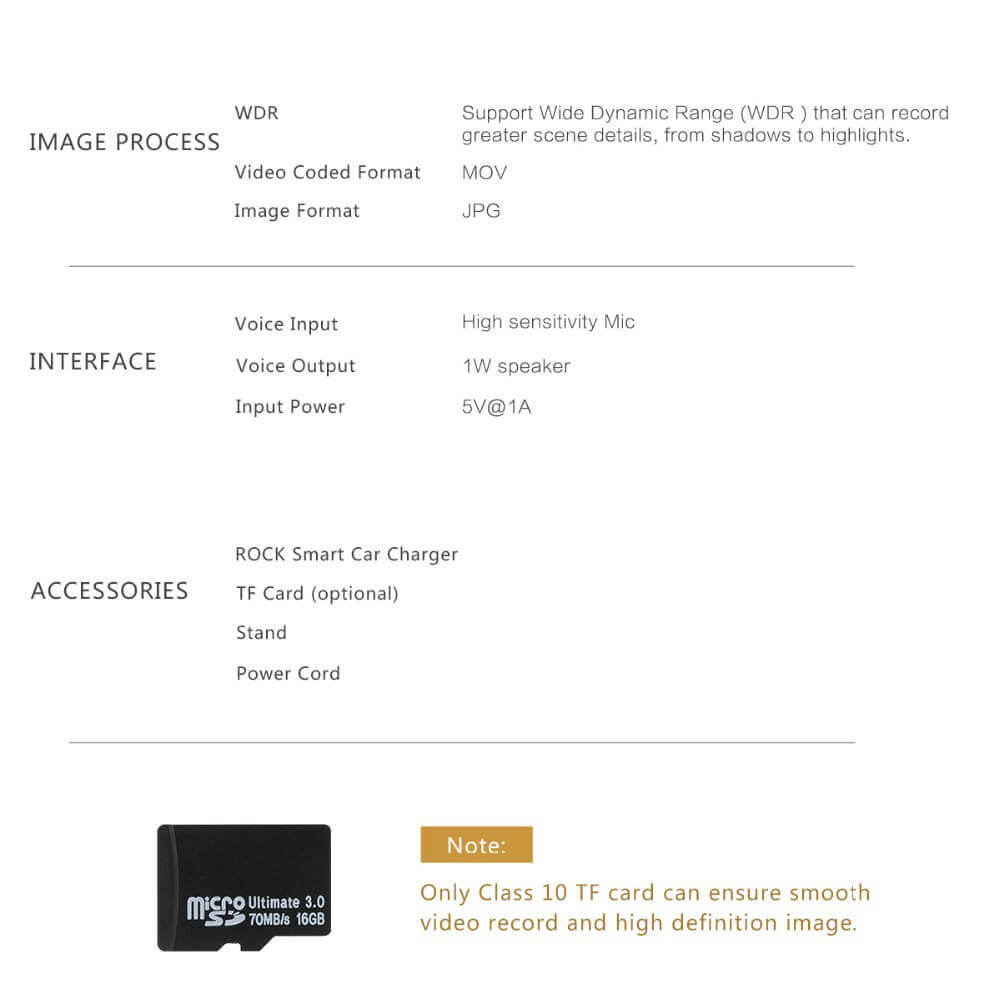 IMAGE PROCESS
WDR
Support Wide Dynamic Range (WDR ) that can record
greater scene details, from shadows to highlights.
Video Coded Format
MOV
Image Format
JPG
INTERFACE
Voice Input
High sensitivity Mic
Voice Output
1W speaker
Input Power
5V@1A
ACCESSORIES
ROCK Smart Car Charger
TF Card (optional)
Stand
Power Cord
micro SD
Ultimate 3.0
70MB/s 16GB
Note:
Only Class 10 TF card can ensure smooth
video record and high definition image.